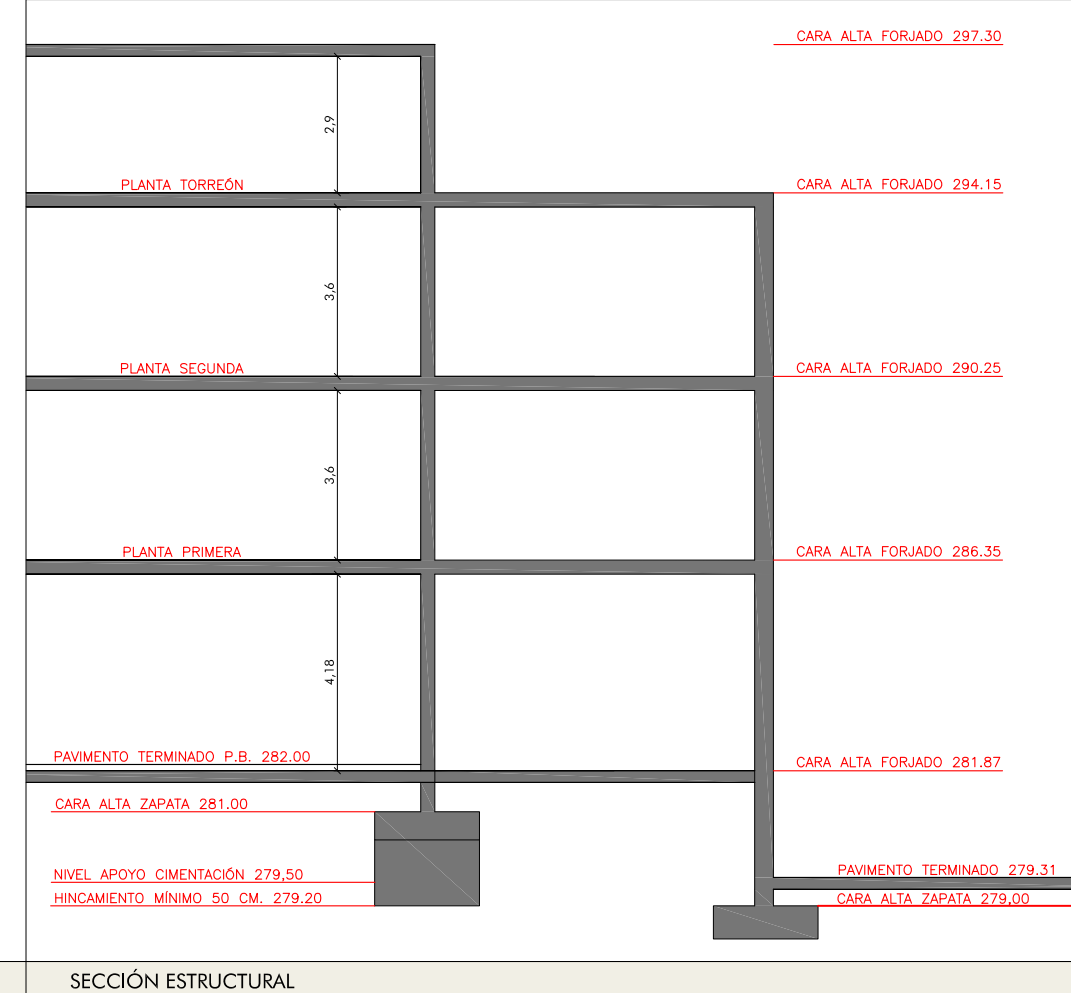 CARA ALTA FORJADO 297.30
2,9
PLANTA TORREÓN
CARA ALTA FORJADO 294.15
3,6
PLANTA SEGUNDA
CARA ALTA FORJADO 290.25
3,6
PLANTA PRIMERA
CARA ALTA FORJADO 286.35
4,18
PAVIMENTO TERMINADO P.B. 282.00
CARA ALTA FORJADO 281.87
CARA ALTA ZAPATA 281.00
NIVEL APOYO CIMENTACIÓN 279,50
PAVIMENTO TERMINADO 279.31
HINCAMIENTO MÍNIMO 50 CM. 279.20
CARA ALTA ZAPATA 279,00
SECCIÓN ESTRUCTURAL